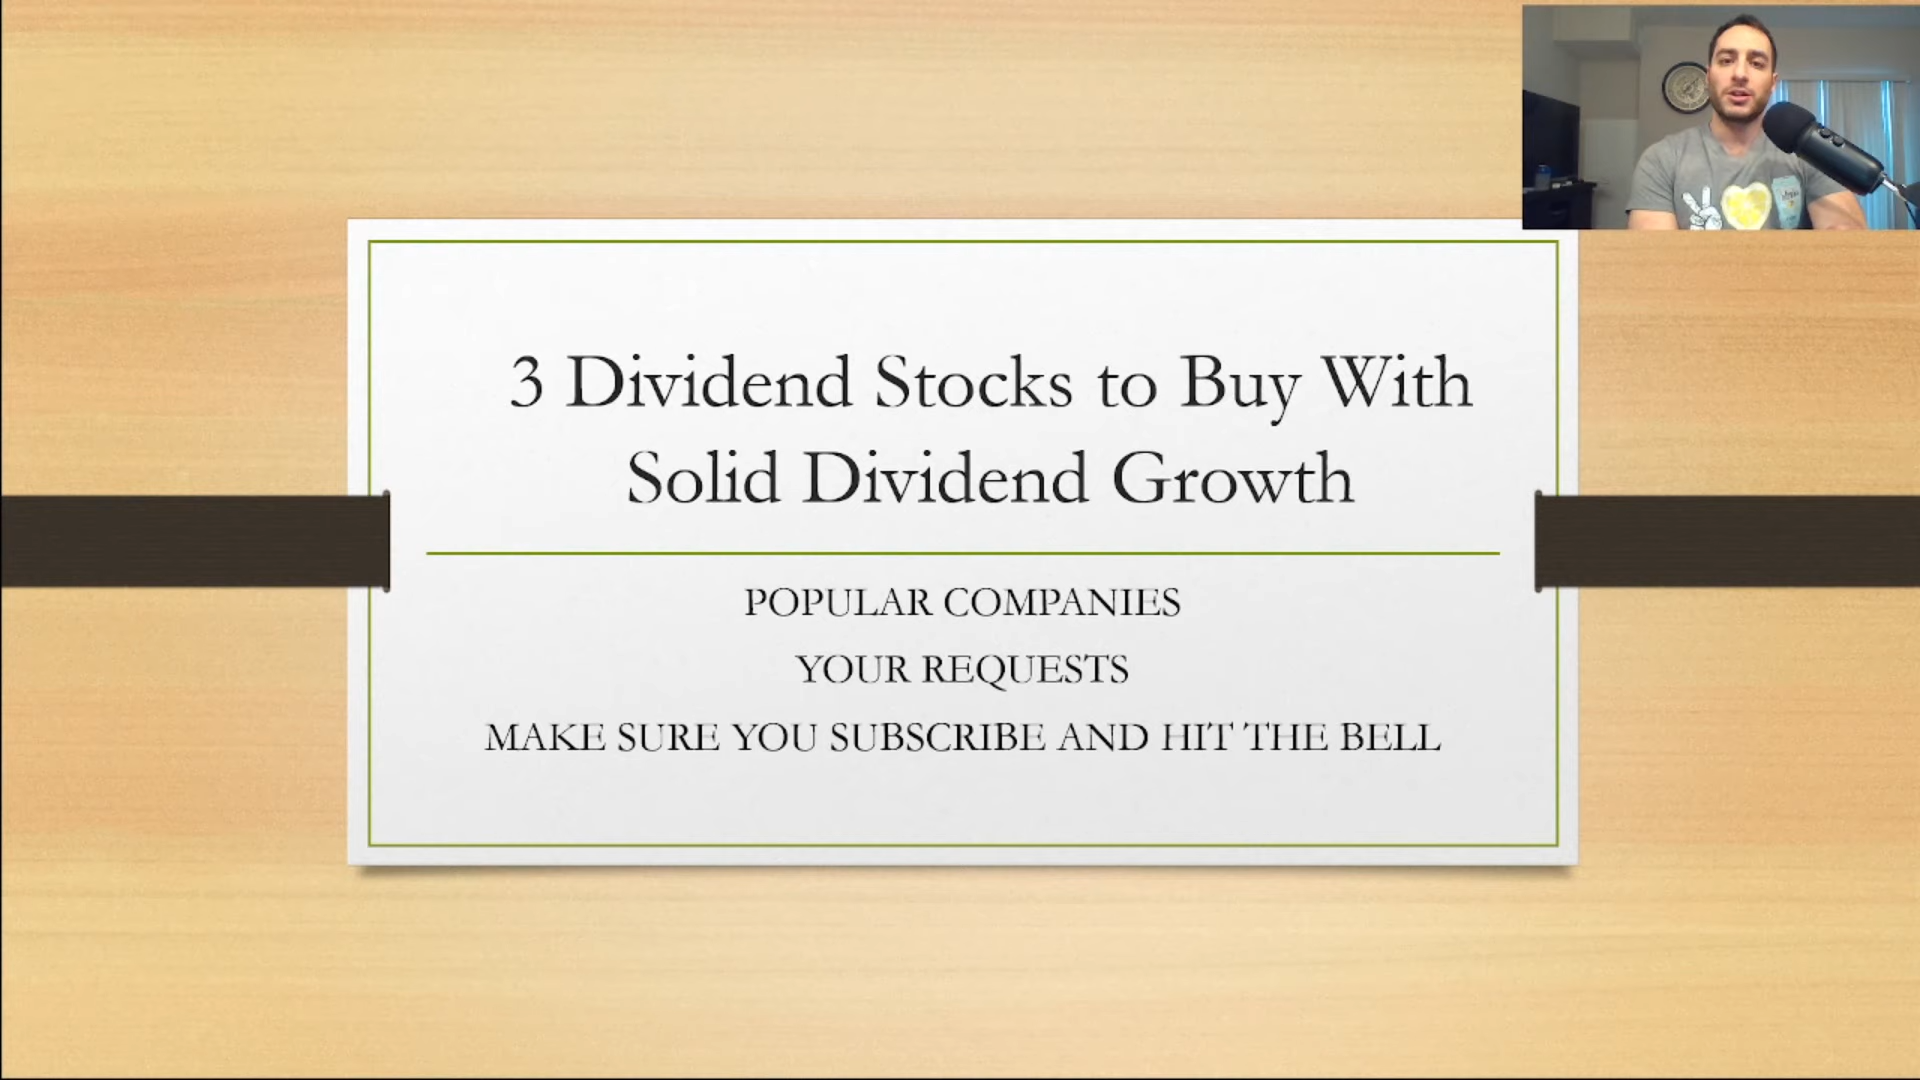 3 Dividend Stocks to Buy With
Solid Dividend Growth
POPULAR COMPANIES
YOUR REQUESTS
MAKE SURE YOU SUBSCRIBE AND HIT THE BELL